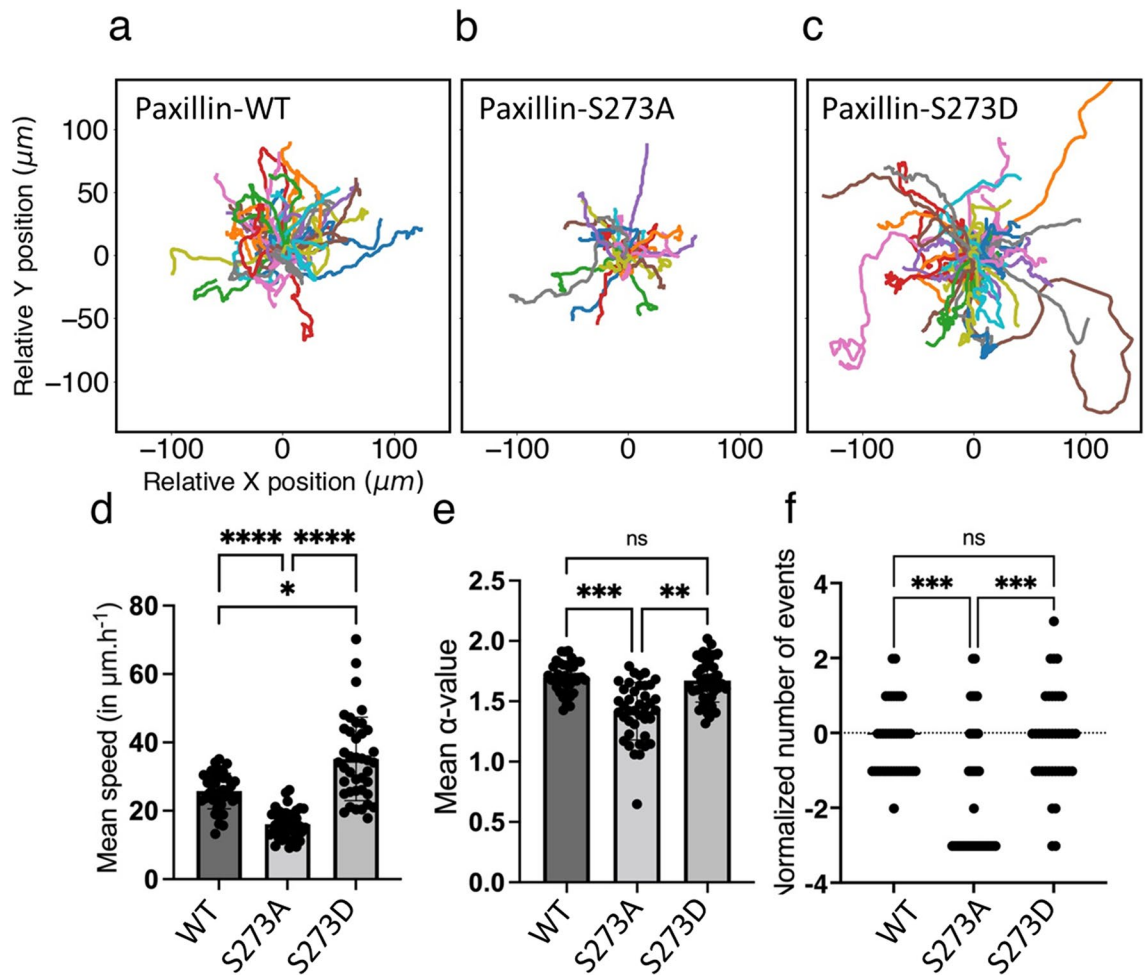 a
b
c
Paxillin-WT
Paxillin-S273A
Paxillin-S273D
Relative Y position (μm)
100
50
0
−50
−100
−100 0 100
−100 0 100
−100 0 100
Relative X position (μm)
d
e
f
**** ****
*
Mean speed (in μm.h⁻¹)
80
60
40
20
0
WT
S273A
S273D
ns
*** **
Mean α-value
2.5
2.0
1.5
1.0
0.5
0.0
WT
S273A
S273D
ns
*** ***
Normalized number of events
4
2
0
-2
-4
WT
S273A
S273D